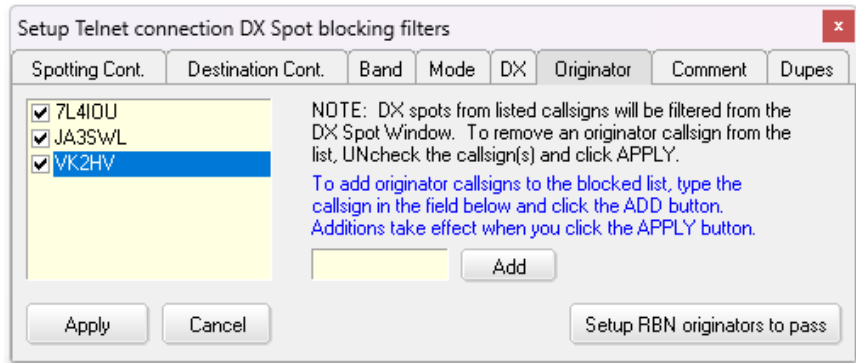 Setup Telnet connection DX Spot blocking filters
x
Spotting Cont.
Destination Cont.
Band
Mode
DX
Originator
Comment
Dupes
7L4IOU
JA3SWL
VK2HV
NOTE: DX spots from listed callsigns will be filtered from the
DX Spot Window. To remove an originator callsign from the
list, UNcheck the callsign(s) and click APPLY.
To add originator callsigns to the blocked list, type the
callsign in the field below and click the ADD button.
Additions take effect when you click the APPLY button.
Add
Apply
Cancel
Setup RBN originators to pass